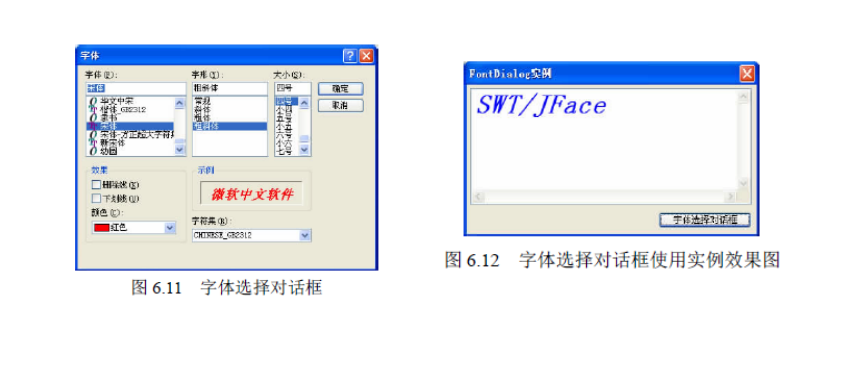 字体
字体(F):
字形(Y):
大小(S):
宋体
粗斜体
四号
确定
华文中宋
楷体_GB2312
隶书
宋体
宋体-方正超大字符集
新宋体
幼圆
常规
斜体
粗体
粗斜体
四号
小四
五号
小五
六号
小六
七号
取消
效果
删除线(K)
下划线(U)
颜色(C):
红色
示例
微软中文软件
字符集(R):
CHINESE_GB2312
图 6.11 字体选择对话框
FontDialog实例
SWT/JFace
字体选择对话框
图 6.12 字体选择对话框使用实例效果图